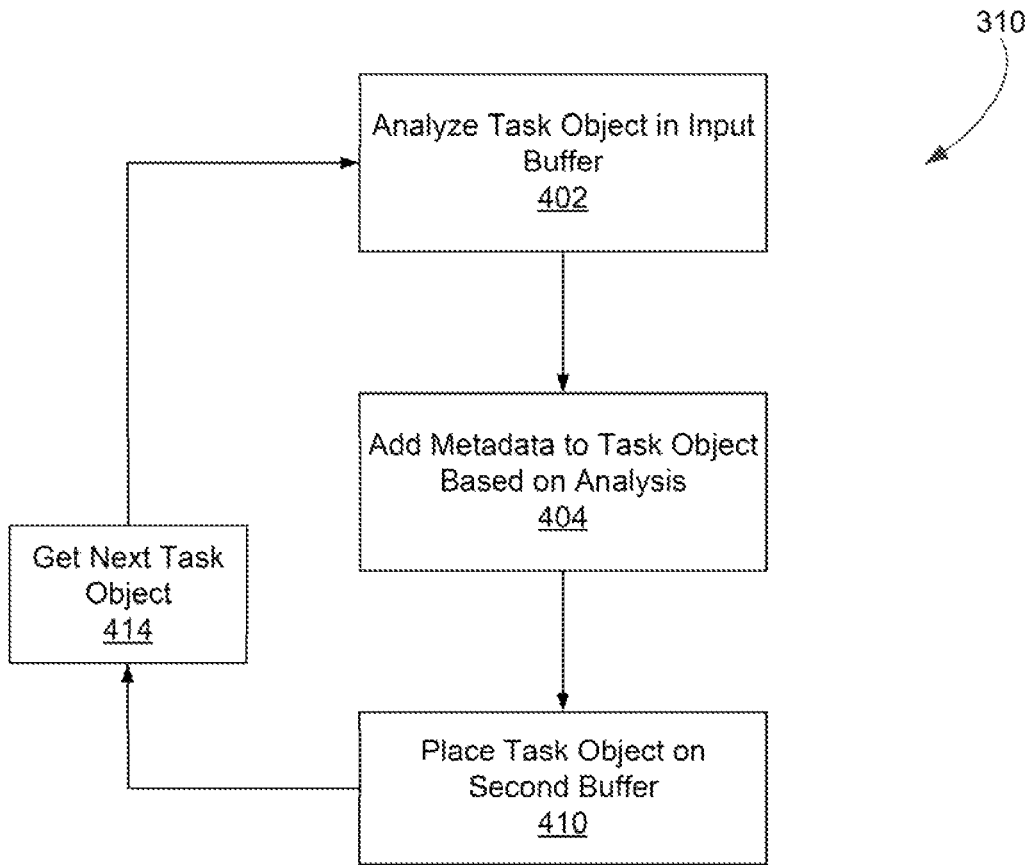 310
Analyze Task Object in Input
Buffer
402
Add Metadata to Task Object
Based on Analysis
404
Get Next Task
Object
414
Place Task Object on
Second Buffer
410